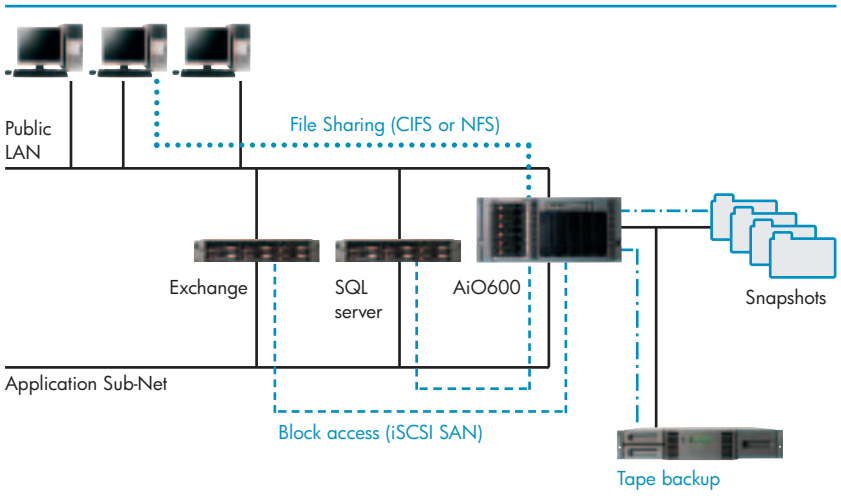 Public
LAN
File Sharing (CIFS or NFS)
Exchange
SQL
server
AiO600
Snapshots
Application Sub-Net
Block access (iSCSI SAN)
Tape backup